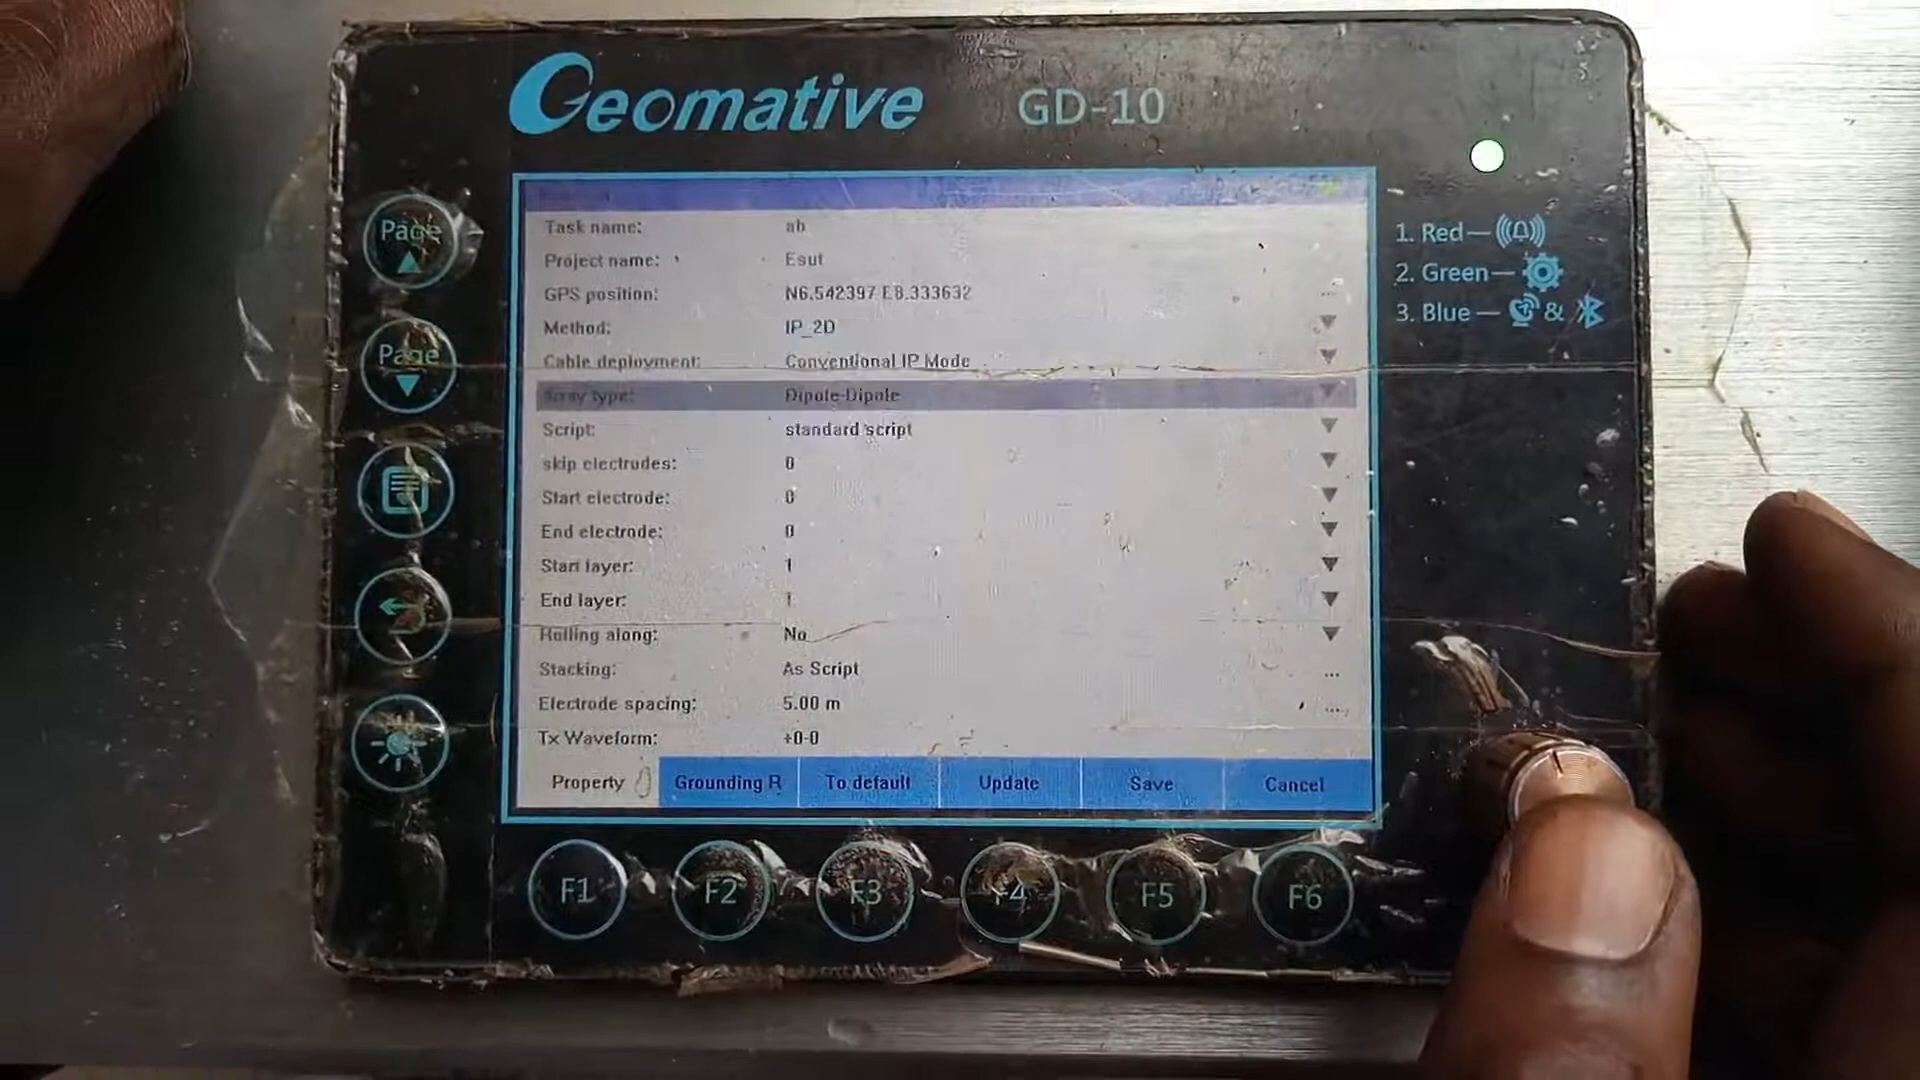 Geomative GD-10
Page
Page
1. Red —
2. Green —
3. Blue — &
Task name: ab
Project name: Esut
GPS position: N6.542397 E8.333632 ...
Method: IP_2D
Cable deployment: Conventional IP Mode
Array type: Dipole-Dipole
Script: standard script
skip electrodes: 0
Start electrode: 0
End electrode: 0
Start layer: 1
End layer: 1
Rolling along: No
Stacking: As Script ...
Electrode spacing: 5.00 m ...
Tx Waveform: +0-0
Property Grounding R To default Update Save Cancel
F1 F2 F3 F4 F5 F6